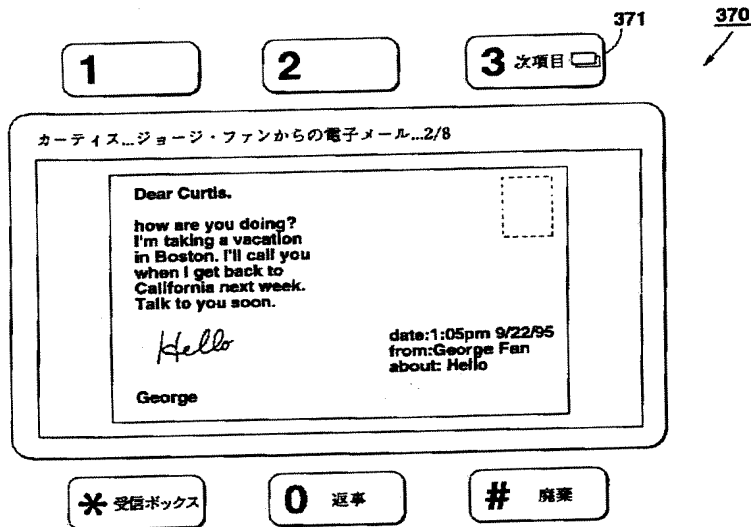 371
370
1
2
3 次項目
カーティス...ジョージ・ファンからの電子メール...2/8
Dear Curtis.
how are you doing?
I'm taking a vacation
in Boston. I'll call you
when I get back to
California next week.
Talk to you soon.
Hello
date:1:05pm 9/22/95
from:George Fan
about: Hello
George
* 受信ボックス
0 返事
# 廃棄